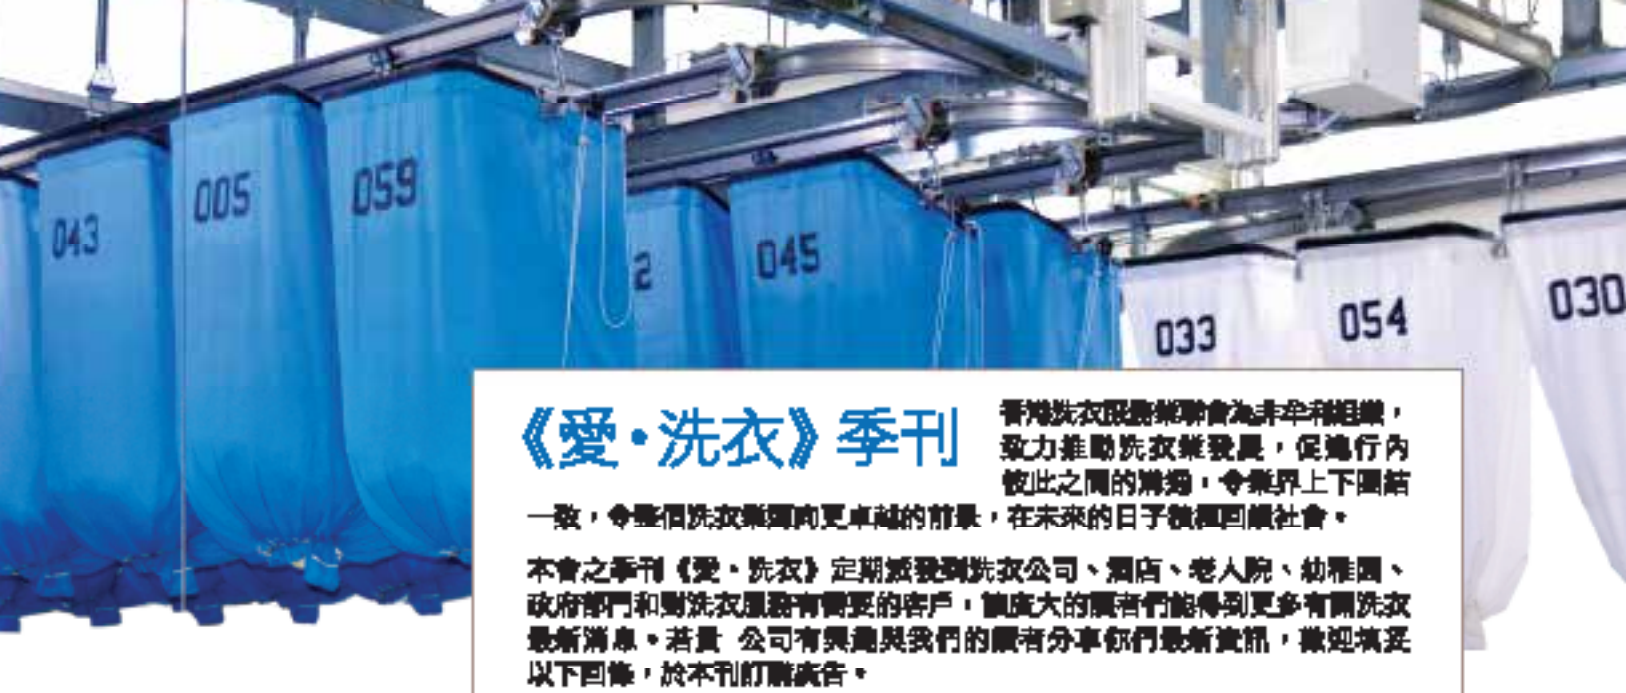 043
005
059
2
045
033
054
030
《愛·洗衣》季刊
香港洗衣服務業聯會為非牟利組織，
致力推動洗衣業發展，促進行內
彼此之間的溝通，令業界上下團結
一致，令整個洗衣業邁向更卓越的前景，在未來的日子積極回饋社會。
本會之季刊《愛·洗衣》定期派發到洗衣公司、酒店、老人院、幼稚園、
政府部門和對洗衣服務有需要的客戶，讓廣大的讀者們能得到更多有關洗衣
最新消息。若貴 公司有興趣與我們的讀者分享你們最新資訊，歡迎填妥
以下回條，於本刊訂購廣告。